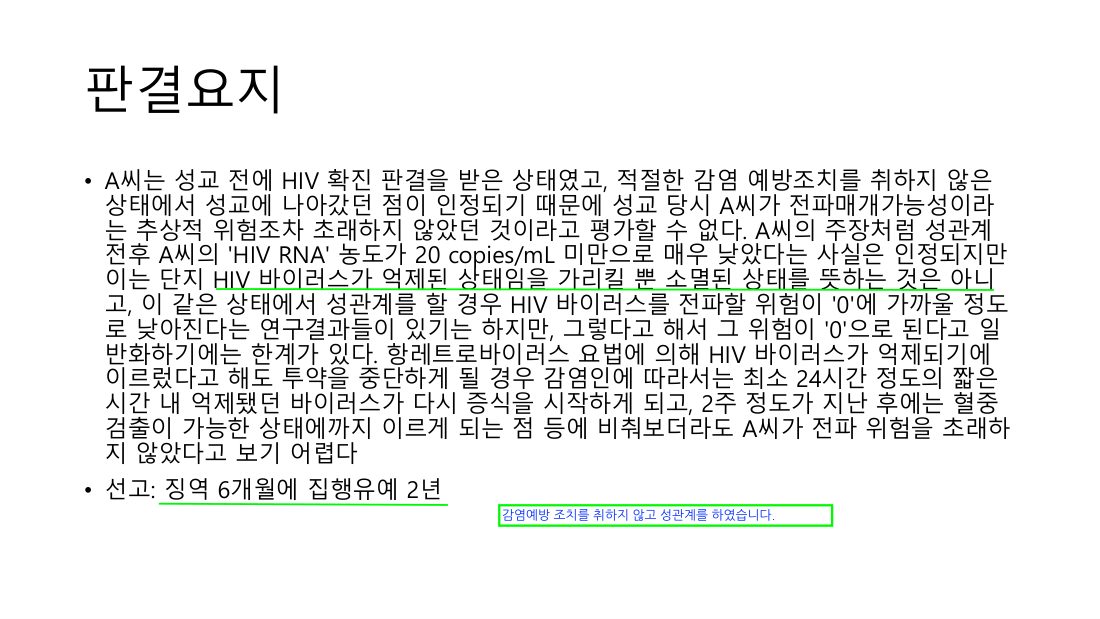 판결요지
• A씨는 성교 전에 HIV 확진 판결을 받은 상태였고, 적절한 감염 예방조치를 취하지 않은
상태에서 성교에 나아갔던 점이 인정되기 때문에 성교 당시 A씨가 전파매개가능성이라
는 추상적 위험조차 초래하지 않았던 것이라고 평가할 수 없다. A씨의 주장처럼 성관계
전후 A씨의 'HIV RNA' 농도가 20 copies/mL 미만으로 매우 낮았다는 사실은 인정되지만
이는 단지 HIV 바이러스가 억제된 상태임을 가리킬 뿐 소멸된 상태를 뜻하는 것은 아니
고, 이 같은 상태에서 성관계를 할 경우 HIV 바이러스를 전파할 위험이 '0'에 가까울 정도
로 낮아진다는 연구결과들이 있기는 하지만, 그렇다고 해서 그 위험이 '0'으로 된다고 일
반화하기에는 한계가 있다. 항레트로바이러스 요법에 의해 HIV 바이러스가 억제되기에
이르렀다고 해도 투약을 중단하게 될 경우 감염인에 따라서는 최소 24시간 정도의 짧은
시간 내 억제됐던 바이러스가 다시 증식을 시작하게 되고, 2주 정도가 지난 후에는 혈중
검출이 가능한 상태에까지 이르게 되는 점 등에 비춰보더라도 A씨가 전파 위험을 초래하
지 않았다고 보기 어렵다
• 선고: 징역 6개월에 집행유예 2년
감염예방 조치를 취하지 않고 성관계를 하였습니다.